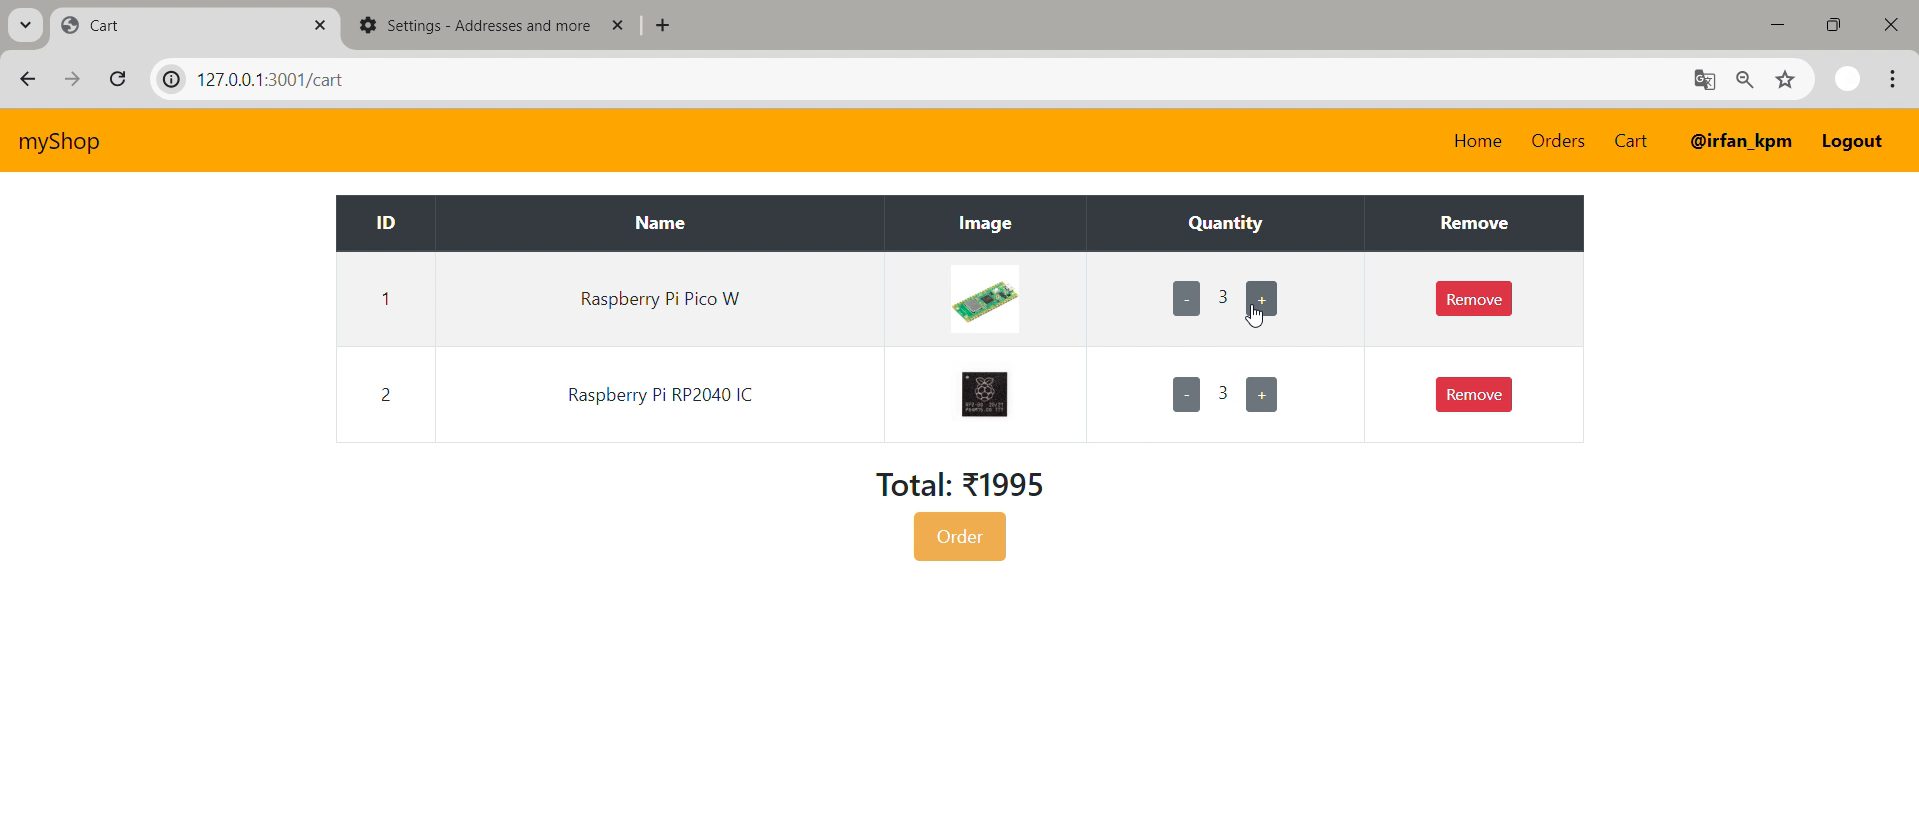 Cart
Settings - Addresses and more
127.0.0.1:3001/cart
myShop
Home Orders Cart @irfan_kpm Logout
ID Name Image Quantity Remove
1 Raspberry Pi Pico W - 3 + Remove
2 Raspberry Pi RP2040 IC - 3 + Remove
Total: ₹1995
Order